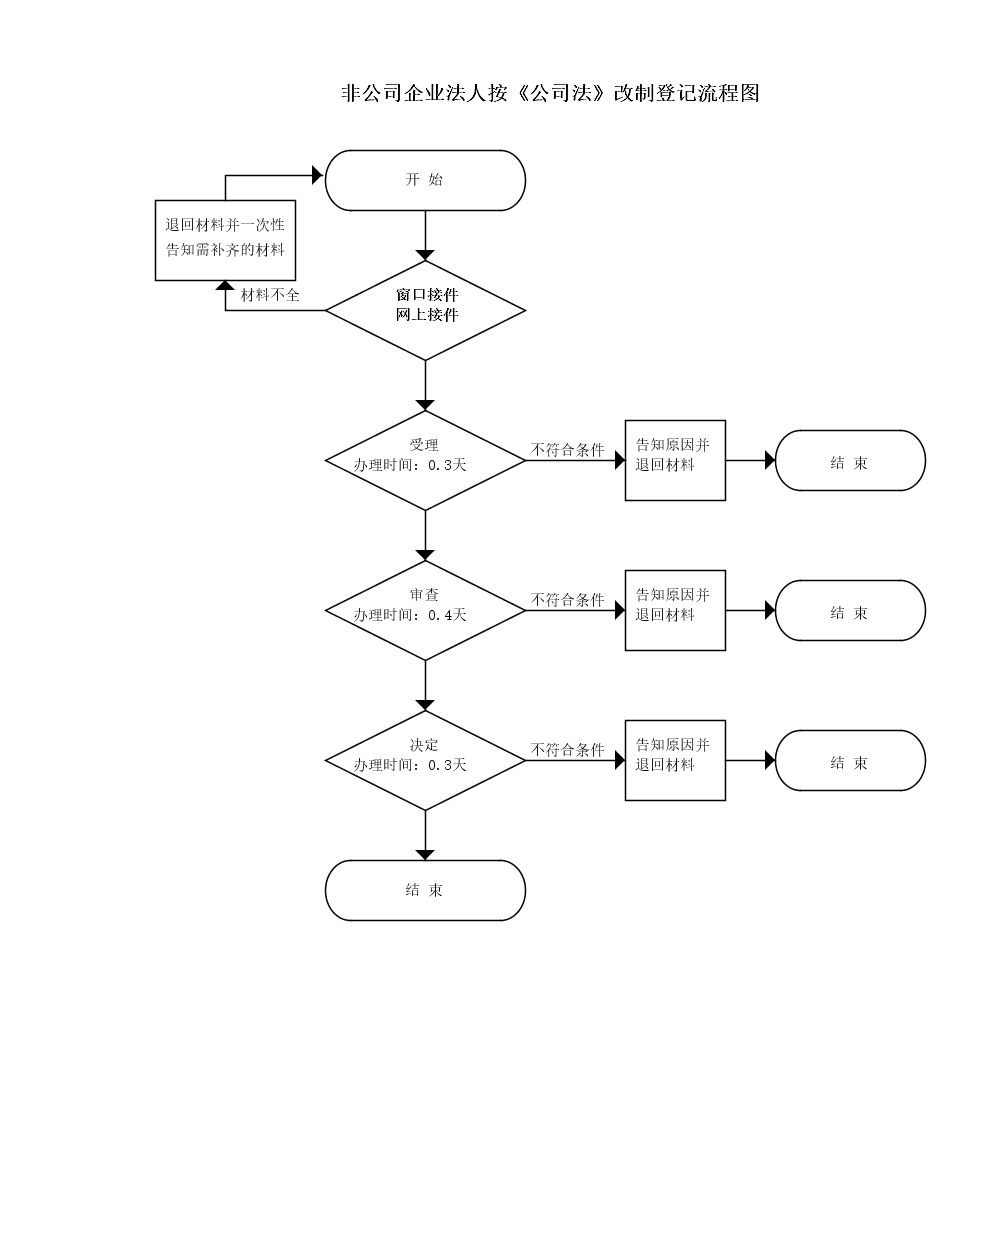 非公司企业法人按《公司法》改制登记流程图
开 始
退回材料并一次性
告知需补齐的材料
材料不全
窗口接件
网上接件
受理
办理时间：0.3天
不符合条件
告知原因并
退回材料
结 束
审查
办理时间：0.4天
不符合条件
告知原因并
退回材料
结 束
决定
办理时间：0.3天
不符合条件
告知原因并
退回材料
结 束
结 束